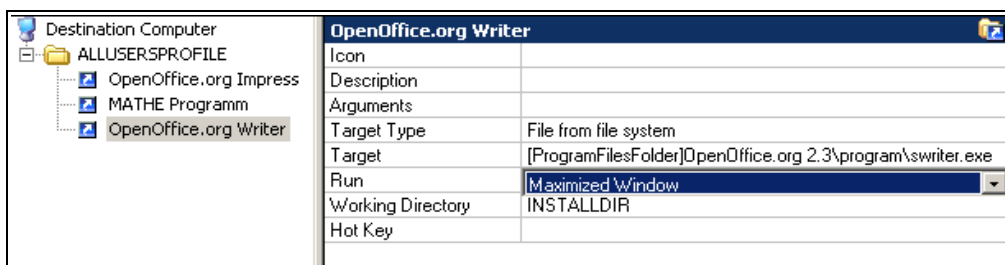 Destination Computer
ALLUSERSPROFILE
OpenOffice.org Impress
MATHE Programm
OpenOffice.org Writer
OpenOffice.org Writer
Icon
Description
Arguments
Target Type File from file system
Target [ProgramFilesFolder]OpenOffice.org 2.3\program\swriter.exe
Run Maximized Window
Working Directory INSTALLDIR
Hot Key